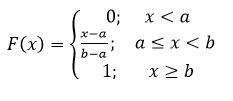 F(x) = { 0; x < a
(x−a)/(b−a); a ≤ x < b
1; x ≥ b